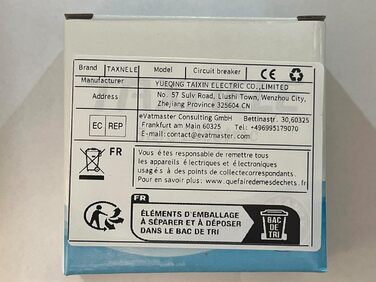 Brand TAXNELE Model Circuit breaker
Manufacturer YUEQING TAIXIN ELECTRIC CO.,LIMITED
Address No. 57 Sulv Road, Liushi Town, Wenzhou City,
Zhejiang Province 325604 CN
EC REP
eVatmaster Consulting GmbH Bettinastr. 30,60325
Frankfurt am Main 60325 Tel: +496995179070
E-mail:contact@evatmaster.com
FR
Vous êtes responsable de remettre tous
les appareils électriques et électroniques
usagés à des points de collectecorrespondants.
Pour en savoir plus. www.quefairedemesdechets.fr
FR
ÉLÉMENTS D'EMBALLAGE
À SÉPARER ET À DÉPOSER
DANS LE BAC DE TRI
BAC
DE
TRI